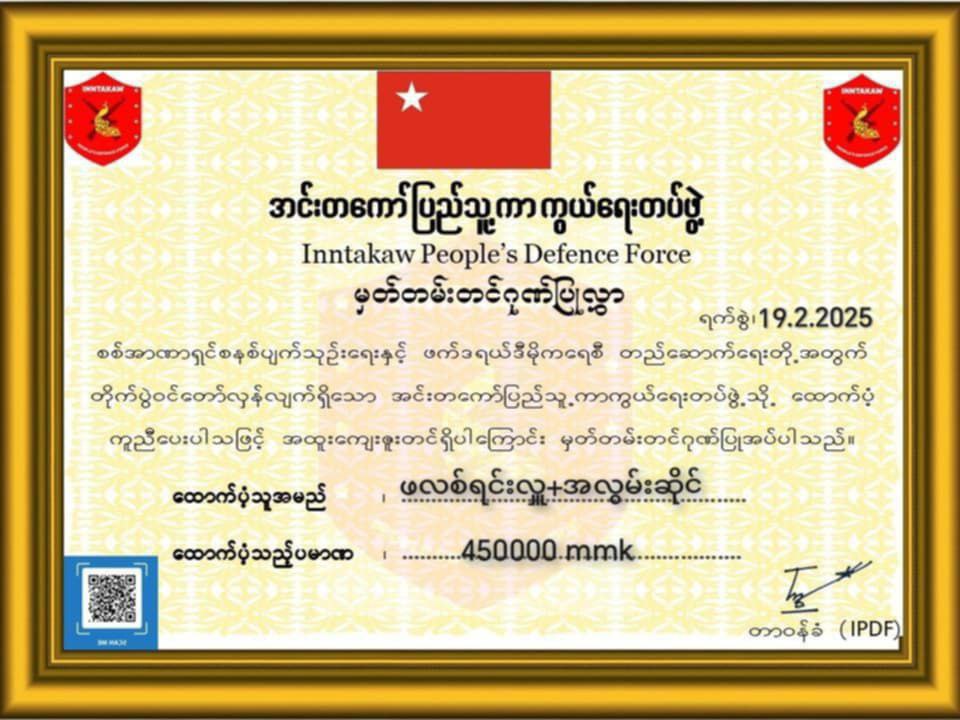 INNTAKAW
INNTAKAW
အင်းတကော်ပြည်သူ့ကာကွယ်ရေးတပ်ဖွဲ့
Inntakaw People's Defence Force
မှတ်တမ်းတင်ဂုဏ်ပြုလွှာ
ရက်စွဲ၊ 19.2.2025
စစ်အာဏာရှင်စနစ်ပျက်သုဉ်းရေးနှင့် ဖက်ဒရယ်ဒီမိုကရေစီ တည်ဆောက်ရေးတို့အတွက်
တိုက်ပွဲဝင်တော်လှန်လျက်ရှိသော အင်းတကော်ပြည်သူ့ကာကွယ်ရေးတပ်ဖွဲ့သို့ ထောက်ပံ့
ကူညီပေးပါသဖြင့် အထူးကျေးဇူးတင်ရှိပါကြောင်း မှတ်တမ်းတင်ဂုဏ်ပြုအပ်ပါသည်။
ထောက်ပံ့သူအမည် ၊ ဖလစ်ရင်းလှူ+အလွမ်းဆိုင်
ထောက်ပံ့သည့်ပမာဏ ၊ 450000 mmk
SCAN ME
တာဝန်ခံ (IPDF)